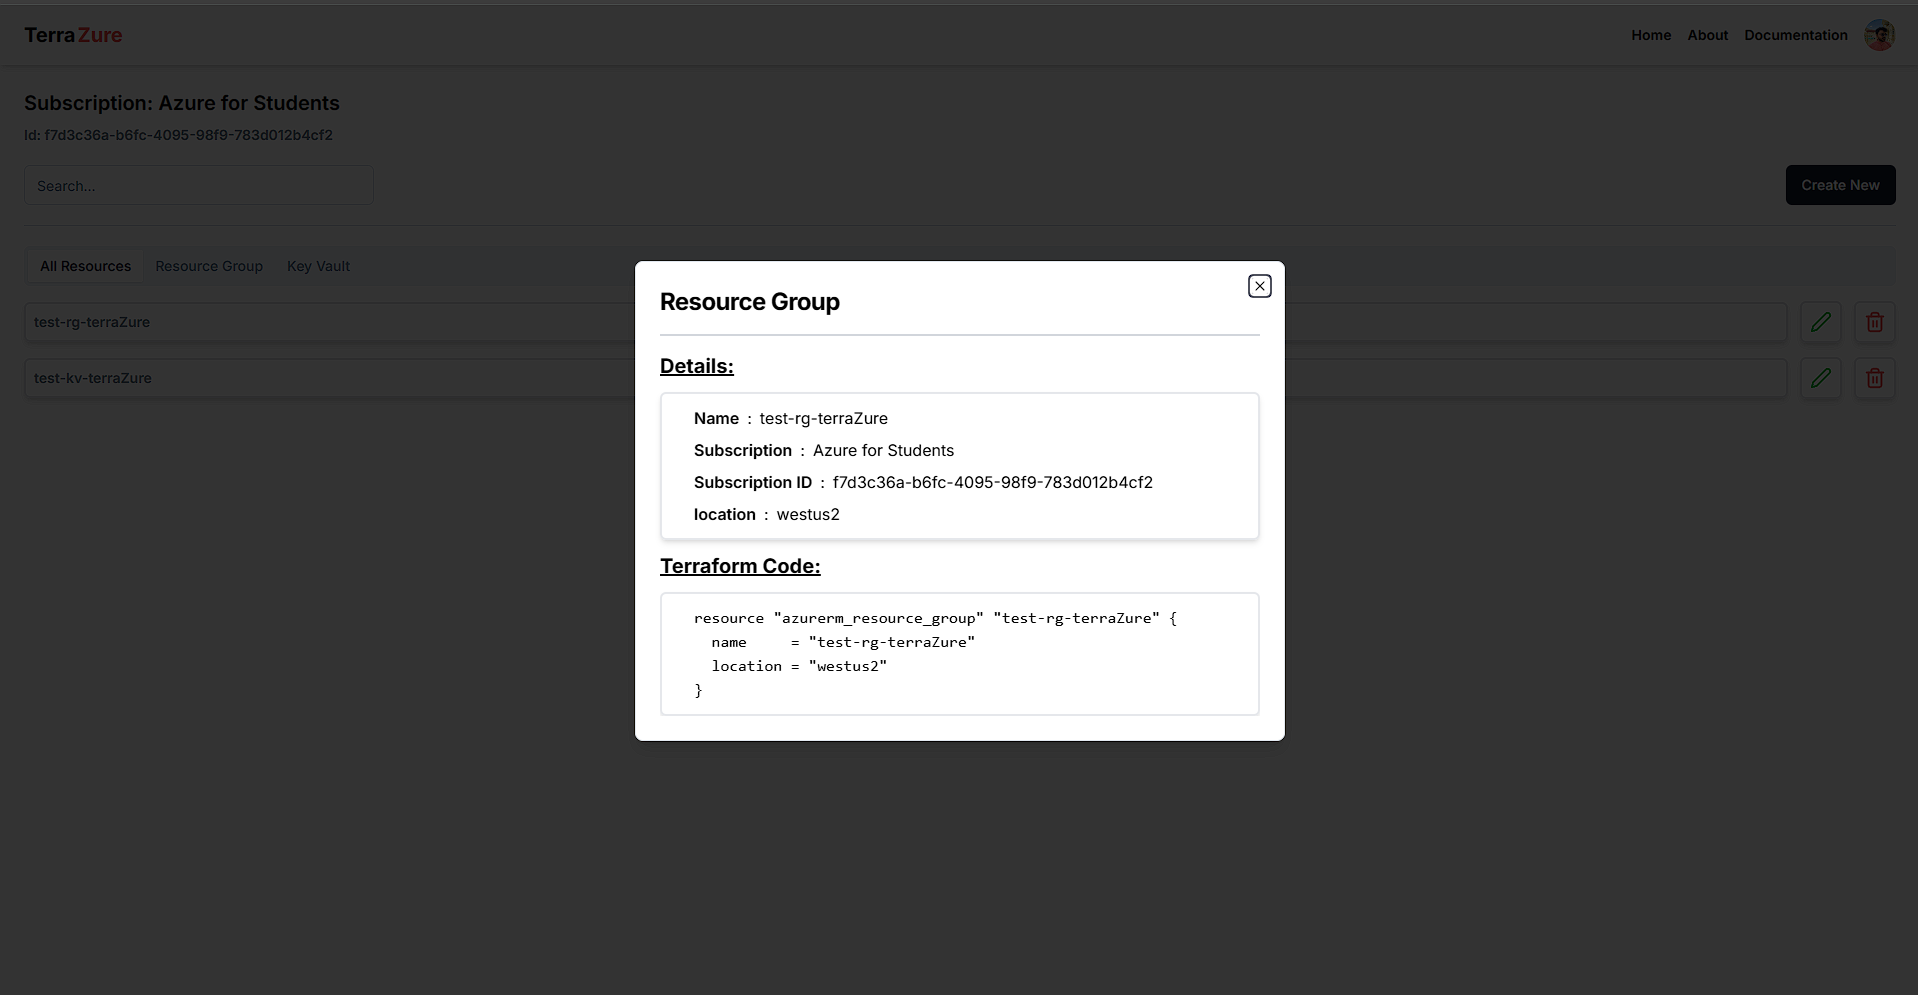 TerraZure
Home About Documentation
Subscription: Azure for Students
Id: f7d3c36a-b6fc-4095-98f9-783d012b4cf2
Search...
Create New
All Resources Resource Group Key Vault
test-rg-terraZure
test-kv-terraZure
Resource Group
Details:
Name : test-rg-terraZure
Subscription : Azure for Students
Subscription ID : f7d3c36a-b6fc-4095-98f9-783d012b4cf2
location : westus2
Terraform Code:
resource "azurerm_resource_group" "test-rg-terraZure" {
  name     = "test-rg-terraZure"
  location = "westus2"
}